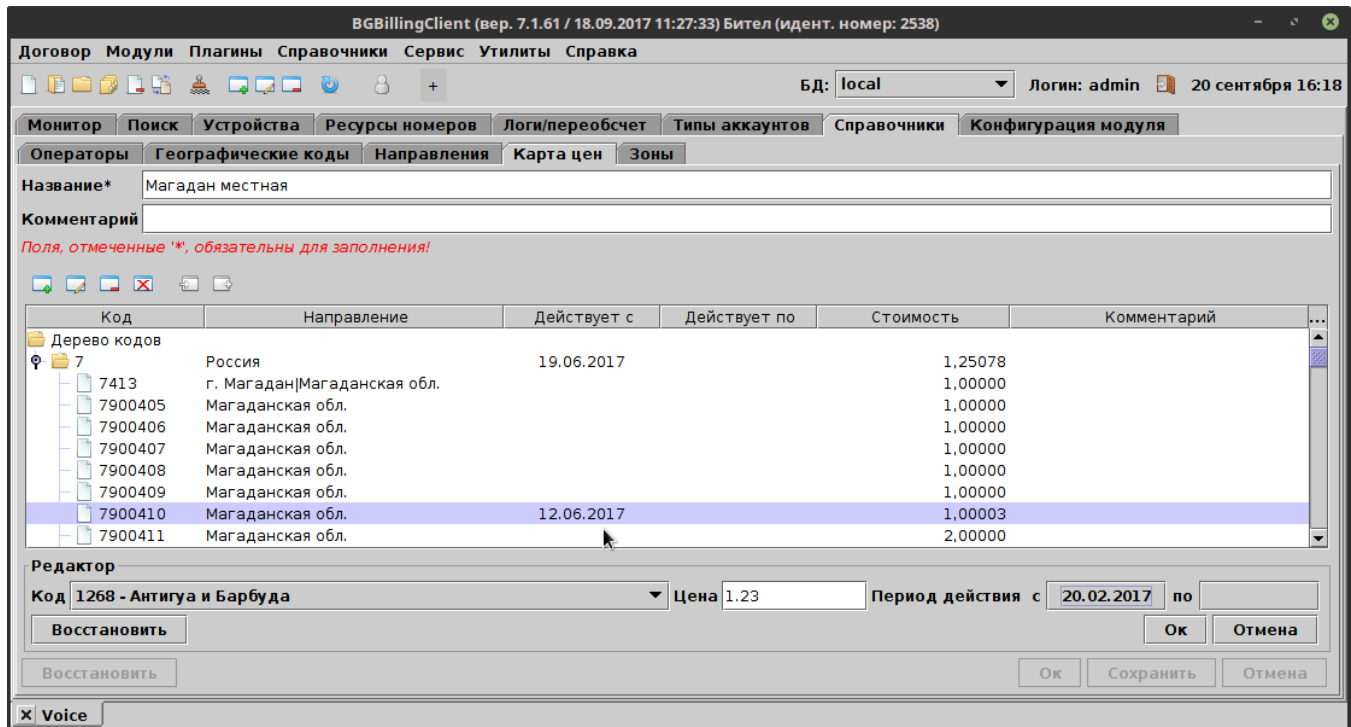 BGBillingClient (вер. 7.1.61 / 18.09.2017 11:27:33) Бител (идент. номер: 2538)
Договор Модули Плагины Справочники Сервис Утилиты Справка
+ БД: local Логин: admin 20 сентября 16:18
Монитор Поиск Устройства Ресурсы номеров Логи/переобсчет Типы аккаунтов Справочники Конфигурация модуля
Операторы Географические коды Направления Карта цен Зоны
Название* Магадан местная
Комментарий
Поля, отмеченные '*', обязательны для заполнения!
Код Направление Действует с Действует по Стоимость Комментарий ...
Дерево кодов
7 Россия 19.06.2017 1,25078
7413 г. Магадан|Магаданская обл. 1,00000
7900405 Магаданская обл. 1,00000
7900406 Магаданская обл. 1,00000
7900407 Магаданская обл. 1,00000
7900408 Магаданская обл. 1,00000
7900409 Магаданская обл. 1,00000
7900410 Магаданская обл. 12.06.2017 1,00003
7900411 Магаданская обл. 2,00000
Редактор
Код 1268 - Антигуа и Барбуда Цена 1.23 Период действия с 20.02.2017 по
Восстановить Ок Отмена
Восстановить Ок Сохранить Отмена
x Voice